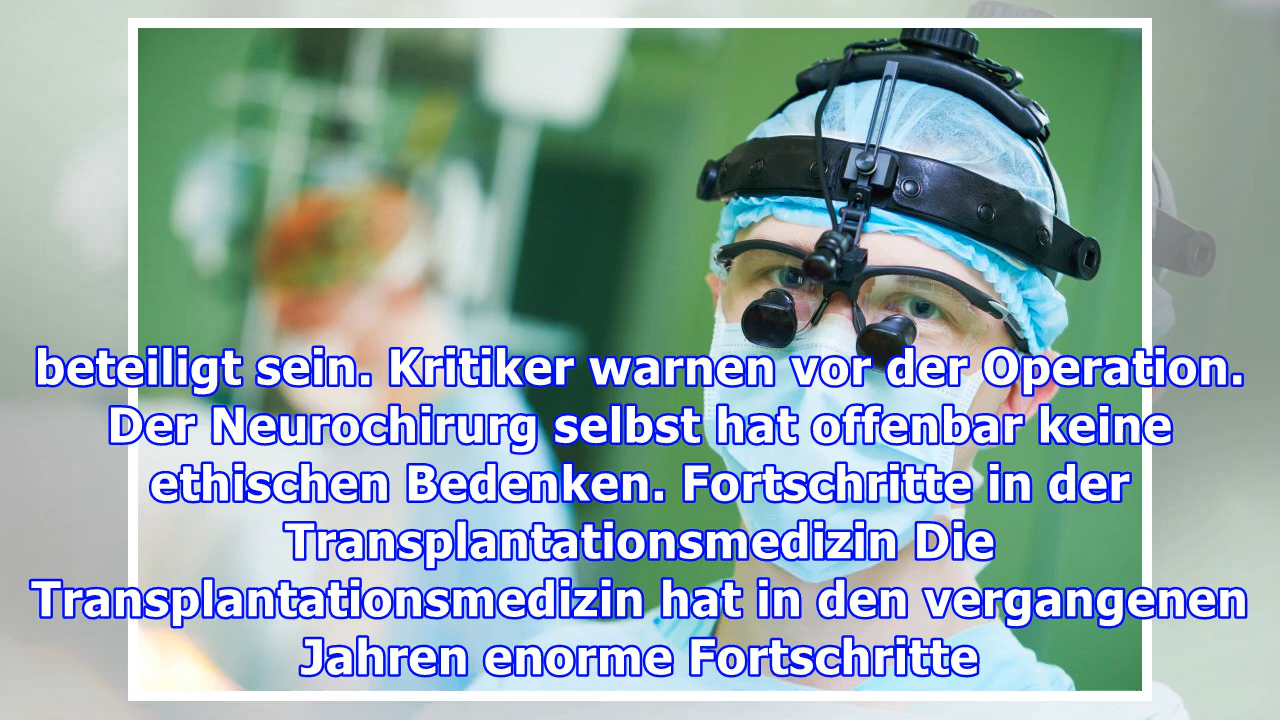 beteiligt sein. Kritiker warnen vor der Operation.
Der Neurochirurg selbst hat offenbar keine
ethischen Bedenken. Fortschritte in der
Transplantationsmedizin Die
Transplantationsmedizin hat in den vergangenen
Jahren enorme Fortschritte